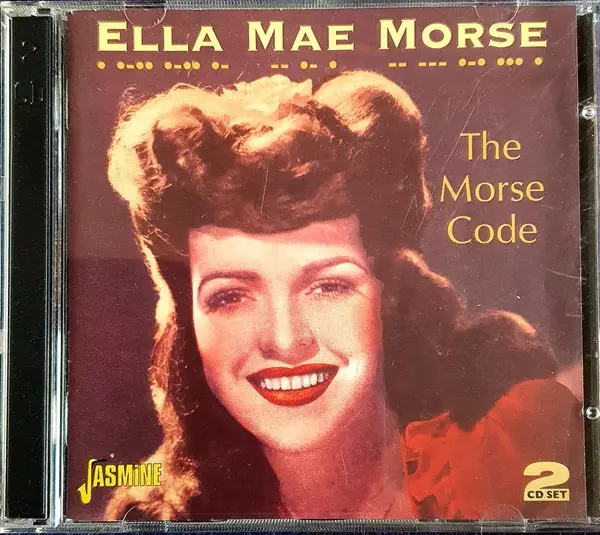 ELLA MAE MORSE
• •-•• •-•• •- -- •- • -- --- •-• ••• •
The
Morse
Code
JASMiNE
2
CD SET